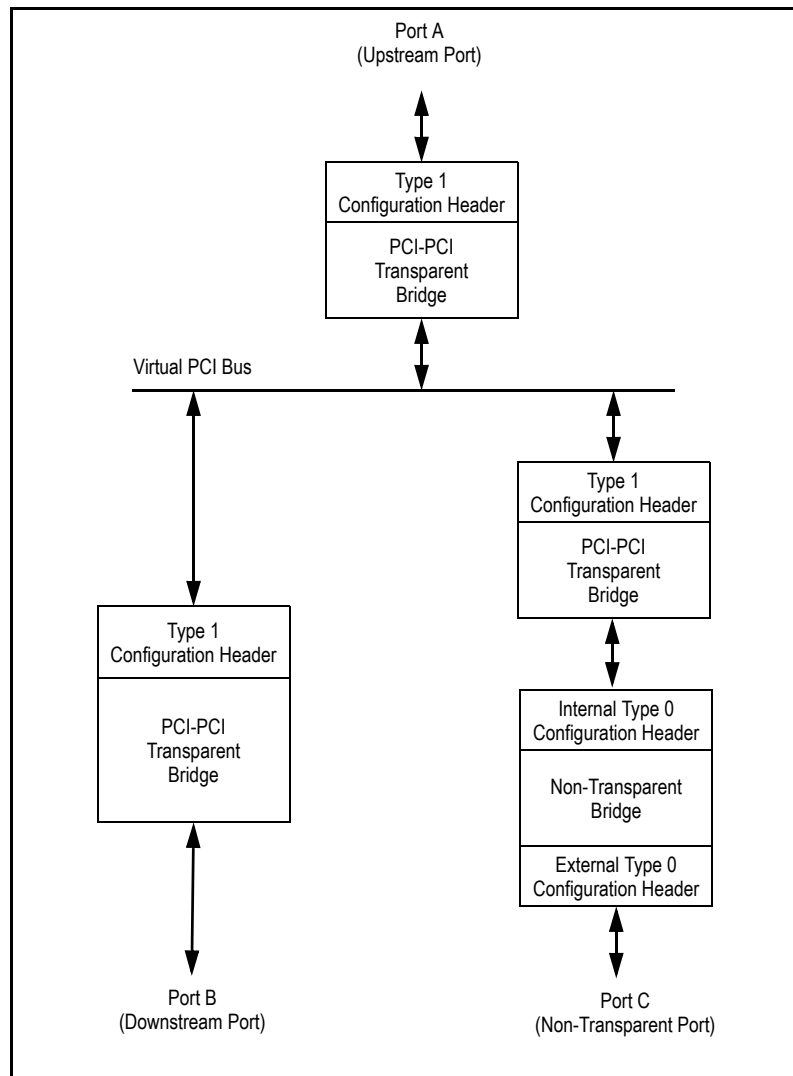 Port A
(Upstream Port)
Type 1
Configuration Header
PCI-PCI
Transparent
Bridge
Virtual PCI Bus
Type 1
Configuration Header
PCI-PCI
Transparent
Bridge
Type 1
Configuration Header
PCI-PCI
Transparent
Bridge
Internal Type 0
Configuration Header
Non-Transparent
Bridge
External Type 0
Configuration Header
Port B
(Downstream Port)
Port C
(Non-Transparent Port)